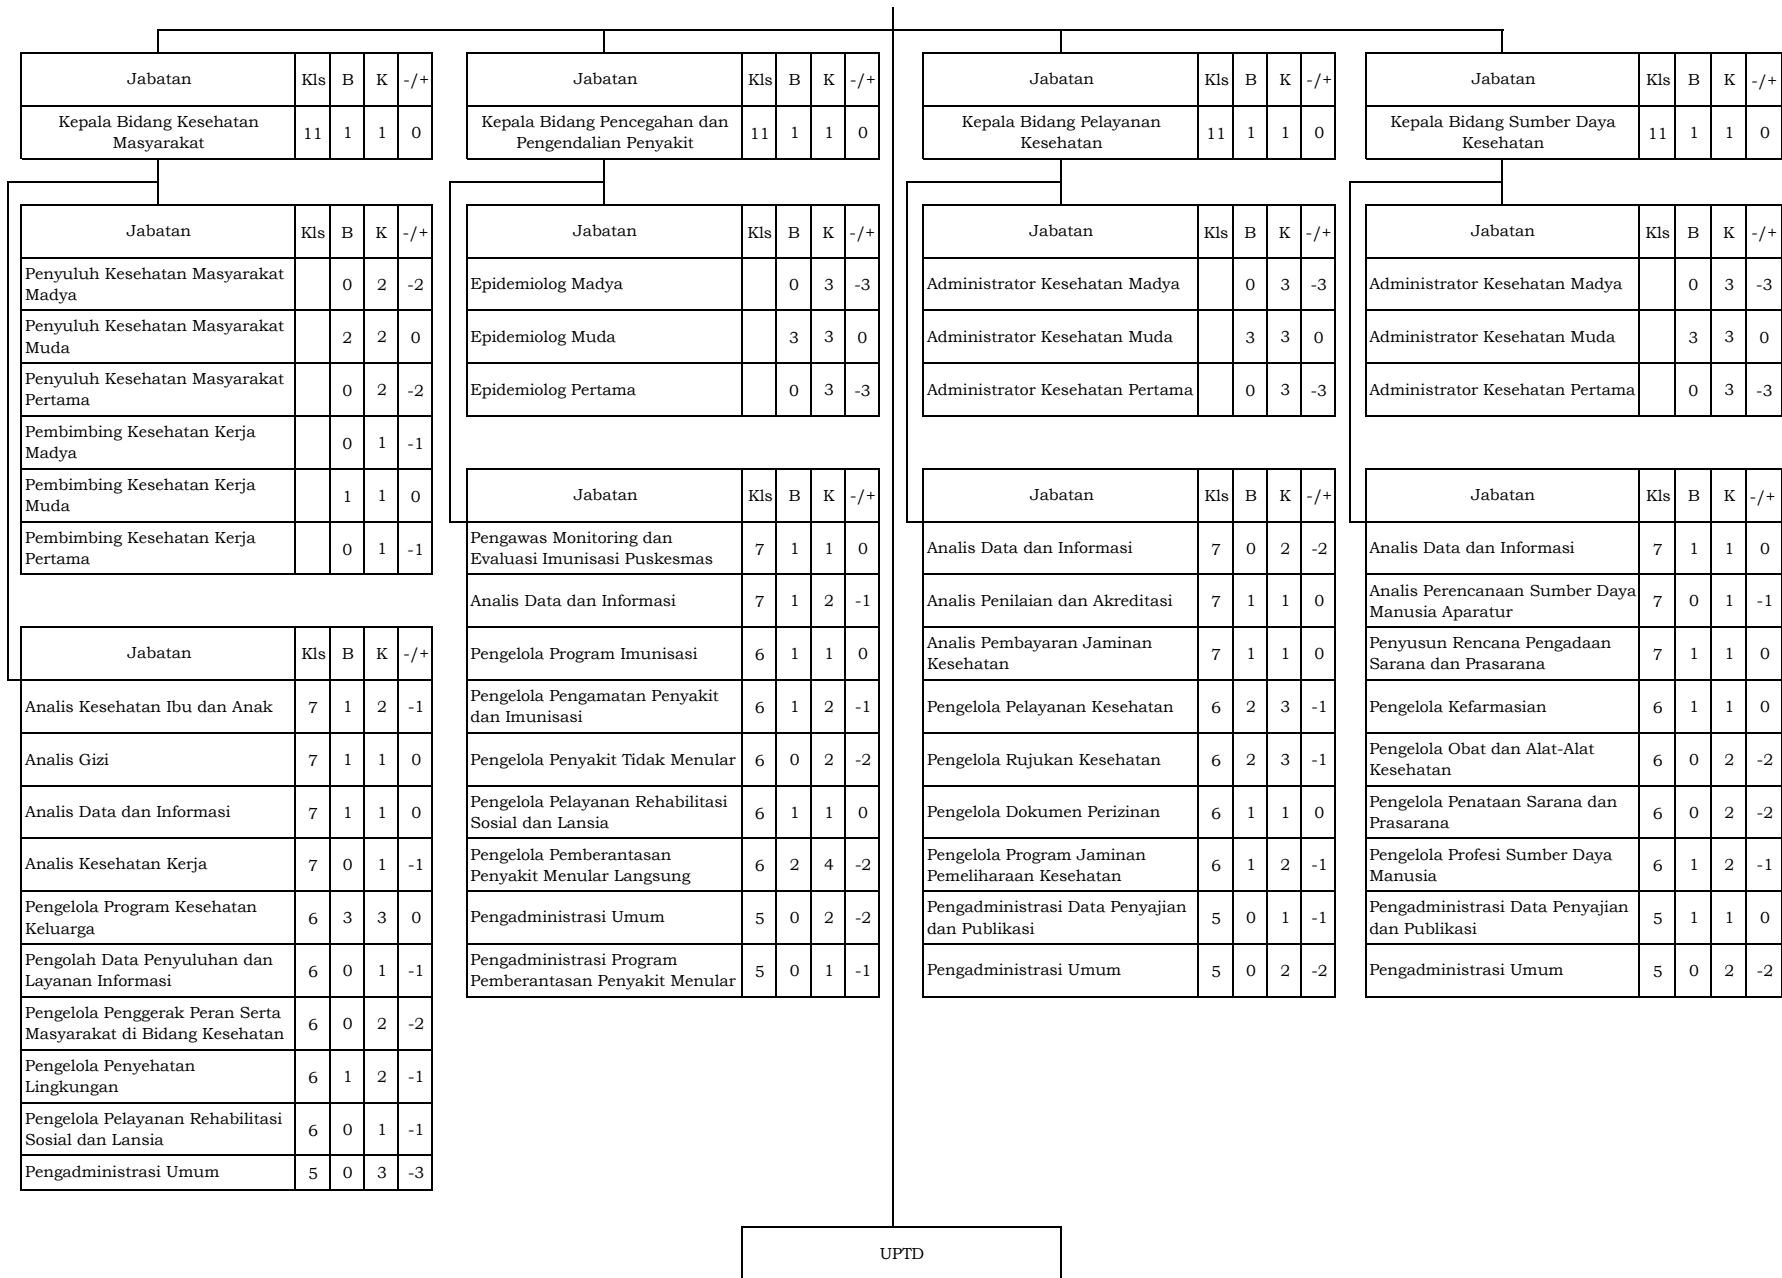 Jabatan Kls B K -/+
Kepala Bidang Kesehatan
Masyarakat 11 1 1 0
Jabatan Kls B K -/+
Penyuluh Kesehatan Masyarakat
Madya 0 2 -2
Penyuluh Kesehatan Masyarakat
Muda 2 2 0
Penyuluh Kesehatan Masyarakat
Pertama 0 2 -2
Pembimbing Kesehatan Kerja
Madya 0 1 -1
Pembimbing Kesehatan Kerja
Muda 1 1 0
Pembimbing Kesehatan Kerja
Pertama 0 1 -1
Jabatan Kls B K -/+
Analis Kesehatan Ibu dan Anak 7 1 2 -1
Analis Gizi 7 1 1 0
Analis Data dan Informasi 7 1 1 0
Analis Kesehatan Kerja 7 0 1 -1
Pengelola Program Kesehatan
Keluarga 6 3 3 0
Pengolah Data Penyuluhan dan
Layanan Informasi 6 0 1 -1
Pengelola Penggerak Peran Serta
Masyarakat di Bidang Kesehatan 6 0 2 -2
Pengelola Penyehatan
Lingkungan 6 1 2 -1
Pengelola Pelayanan Rehabilitasi
Sosial dan Lansia 6 0 1 -1
Pengadministrasi Umum 5 0 3 -3
Jabatan Kls B K -/+
Kepala Bidang Pencegahan dan
Pengendalian Penyakit 11 1 1 0
Jabatan Kls B K -/+
Epidemiolog Madya 0 3 -3
Epidemiolog Muda 3 3 0
Epidemiolog Pertama 0 3 -3
Jabatan Kls B K -/+
Pengawas Monitoring dan
Evaluasi Imunisasi Puskesmas 7 1 1 0
Analis Data dan Informasi 7 1 2 -1
Pengelola Program Imunisasi 6 1 1 0
Pengelola Pengamatan Penyakit
dan Imunisasi 6 1 2 -1
Pengelola Penyakit Tidak Menular 6 0 2 -2
Pengelola Pelayanan Rehabilitasi
Sosial dan Lansia 6 1 1 0
Pengelola Pemberantasan
Penyakit Menular Langsung 6 2 4 -2
Pengadministrasi Umum 5 0 2 -2
Pengadministrasi Program
Pemberantasan Penyakit Menular 5 0 1 -1
Jabatan Kls B K -/+
Kepala Bidang Pelayanan
Kesehatan 11 1 1 0
Jabatan Kls B K -/+
Administrator Kesehatan Madya 0 3 -3
Administrator Kesehatan Muda 3 3 0
Administrator Kesehatan Pertama 0 3 -3
Jabatan Kls B K -/+
Analis Data dan Informasi 7 0 2 -2
Analis Penilaian dan Akreditasi 7 1 1 0
Analis Pembayaran Jaminan
Kesehatan 7 1 1 0
Pengelola Pelayanan Kesehatan 6 2 3 -1
Pengelola Rujukan Kesehatan 6 2 3 -1
Pengelola Dokumen Perizinan 6 1 1 0
Pengelola Program Jaminan
Pemeliharaan Kesehatan 6 1 2 -1
Pengadministrasi Data Penyajian
dan Publikasi 5 0 1 -1
Pengadministrasi Umum 5 0 2 -2
Jabatan Kls B K -/+
Kepala Bidang Sumber Daya
Kesehatan 11 1 1 0
Jabatan Kls B K -/+
Administrator Kesehatan Madya 0 3 -3
Administrator Kesehatan Muda 3 3 0
Administrator Kesehatan Pertama 0 3 -3
Jabatan Kls B K -/+
Analis Data dan Informasi 7 1 1 0
Analis Perencanaan Sumber Daya
Manusia Aparatur 7 0 1 -1
Penyusun Rencana Pengadaan
Sarana dan Prasarana 7 1 1 0
Pengelola Kefarmasian 6 1 1 0
Pengelola Obat dan Alat-Alat
Kesehatan 6 0 2 -2
Pengelola Penataan Sarana dan
Prasarana 6 0 2 -2
Pengelola Profesi Sumber Daya
Manusia 6 1 2 -1
Pengadministrasi Data Penyajian
dan Publikasi 5 1 1 0
Pengadministrasi Umum 5 0 2 -2
UPTD